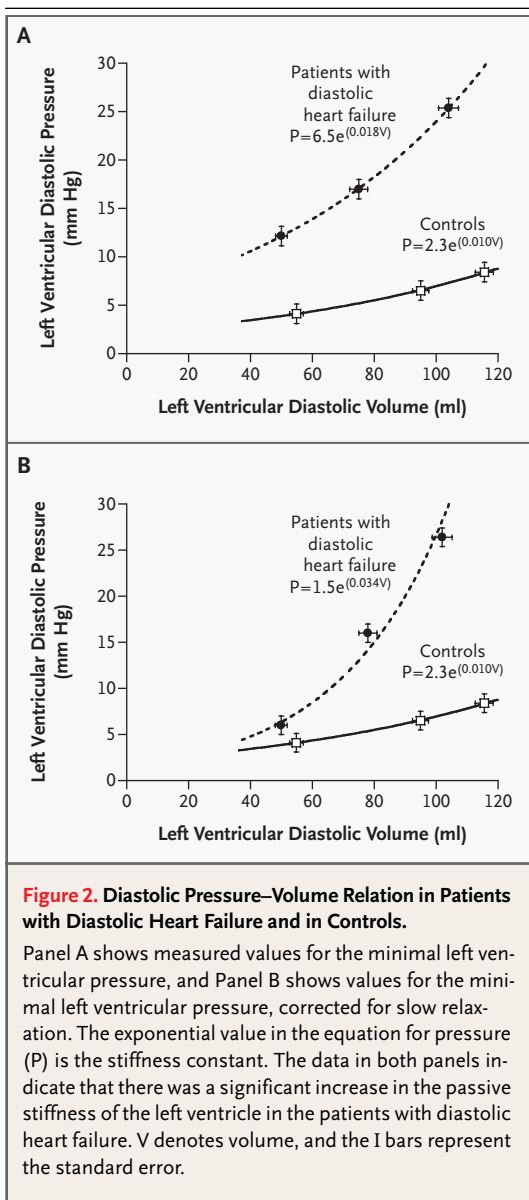 A
30
25
20
15
10
5
0
Left Ventricular Diastolic Pressure
(mm Hg)
Patients with
diastolic
heart failure
P=6.5e(0.018V)
Controls
P=2.3e(0.010V)
0 20 40 60 80 100 120
Left Ventricular Diastolic Volume (ml)
B
30
25
20
15
10
5
0
Left Ventricular Diastolic Pressure
(mm Hg)
Patients with
diastolic
heart failure
P=1.5e(0.034V)
Controls
P=2.3e(0.010V)
0 20 40 60 80 100 120
Left Ventricular Diastolic Volume (ml)
Figure 2. Diastolic Pressure–Volume Relation in Patients
with Diastolic Heart Failure and in Controls.
Panel A shows measured values for the minimal left ven-
tricular pressure, and Panel B shows values for the mini-
mal left ventricular pressure, corrected for slow relax-
ation. The exponential value in the equation for pressure
(P) is the stiffness constant. The data in both panels in-
dicate that there was a significant increase in the passive
stiffness of the left ventricle in the patients with diastolic
heart failure. V denotes volume, and the I bars represent
the standard error.